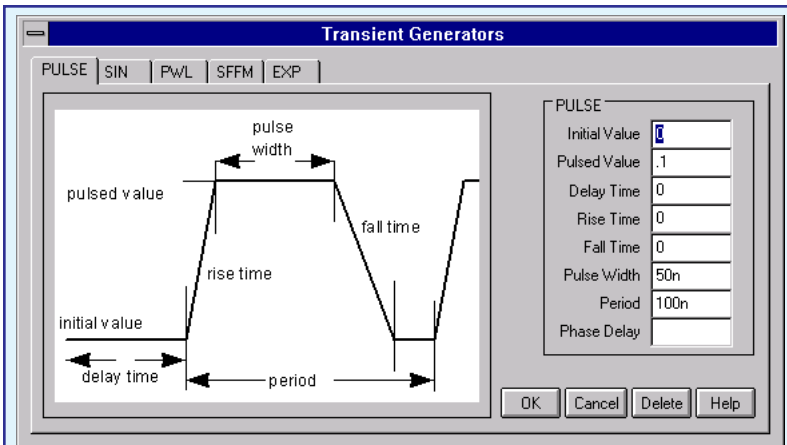 Transient Generators
PULSE SIN PWL SFFM EXP
pulse
width
pulsed value
fall time
rise time
initial value
delay time
period
PULSE
Initial Value 0
Pulsed Value .1
Delay Time 0
Rise Time 0
Fall Time 0
Pulse Width 50n
Period 100n
Phase Delay
OK Cancel Delete Help